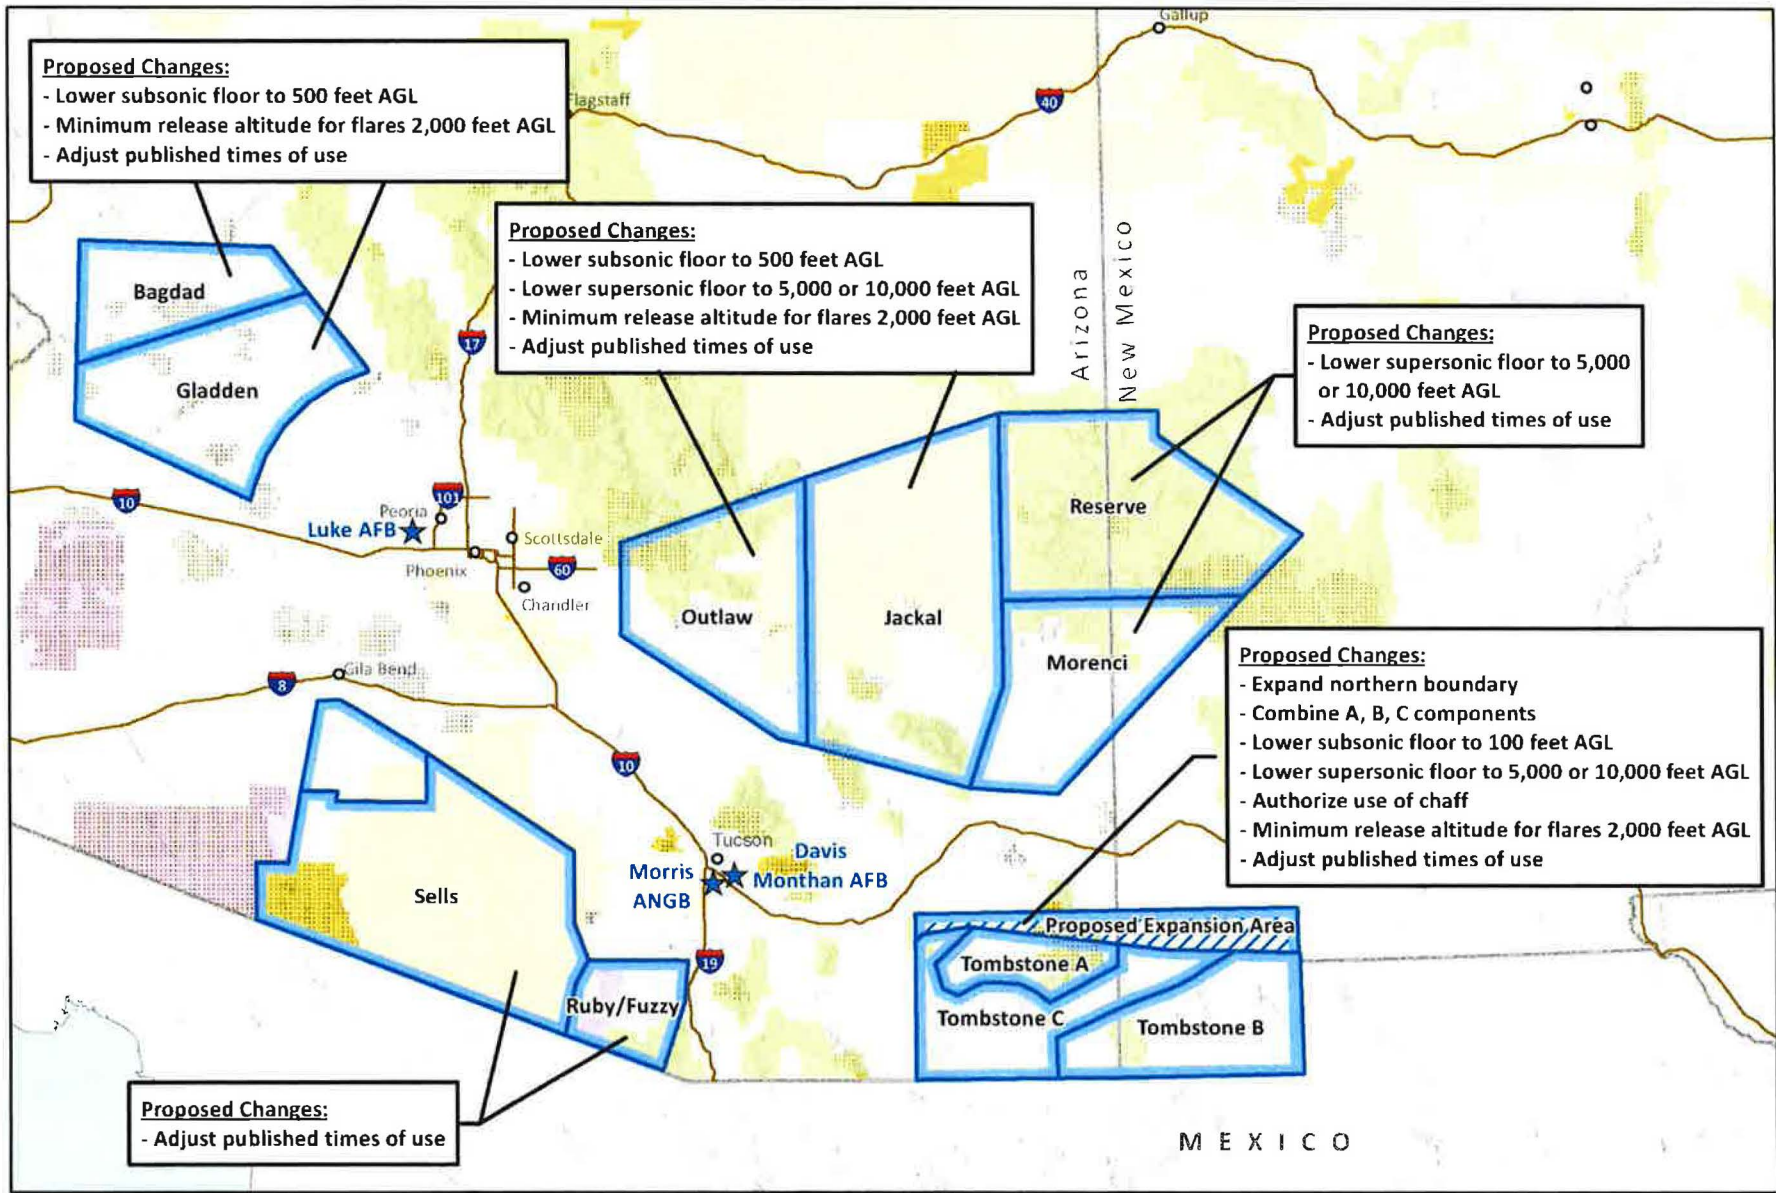 Gallup
Proposed Changes:
- Lower subsonic floor to 500 feet AGL
- Minimum release altitude for flares 2,000 feet AGL
- Adjust published times of use
Flagstaff
40
Proposed Changes:
- Lower subsonic floor to 500 feet AGL
- Lower supersonic floor to 5,000 or 10,000 feet AGL
- Minimum release altitude for flares 2,000 feet AGL
- Adjust published times of use
Arizona
New Mexico
Bagdad
Gladden
17
Proposed Changes:
- Lower supersonic floor to 5,000
or 10,000 feet AGL
- Adjust published times of use
10
101
Peoria
Luke AFB
Scottsdale
Phoenix
60
Chandler
Reserve
Outlaw
Jackal
Morenci
Gila Bend
8
Proposed Changes:
- Expand northern boundary
- Combine A, B, C components
- Lower subsonic floor to 100 feet AGL
- Lower supersonic floor to 5,000 or 10,000 feet AGL
- Authorize use of chaff
- Minimum release altitude for flares 2,000 feet AGL
- Adjust published times of use
10
Tucson
Davis
Monthan AFB
Morris
ANGB
Sells
Proposed Expansion Area
Tombstone A
19
Ruby/Fuzzy
Tombstone C
Tombstone B
Proposed Changes:
- Adjust published times of use
MEXICO